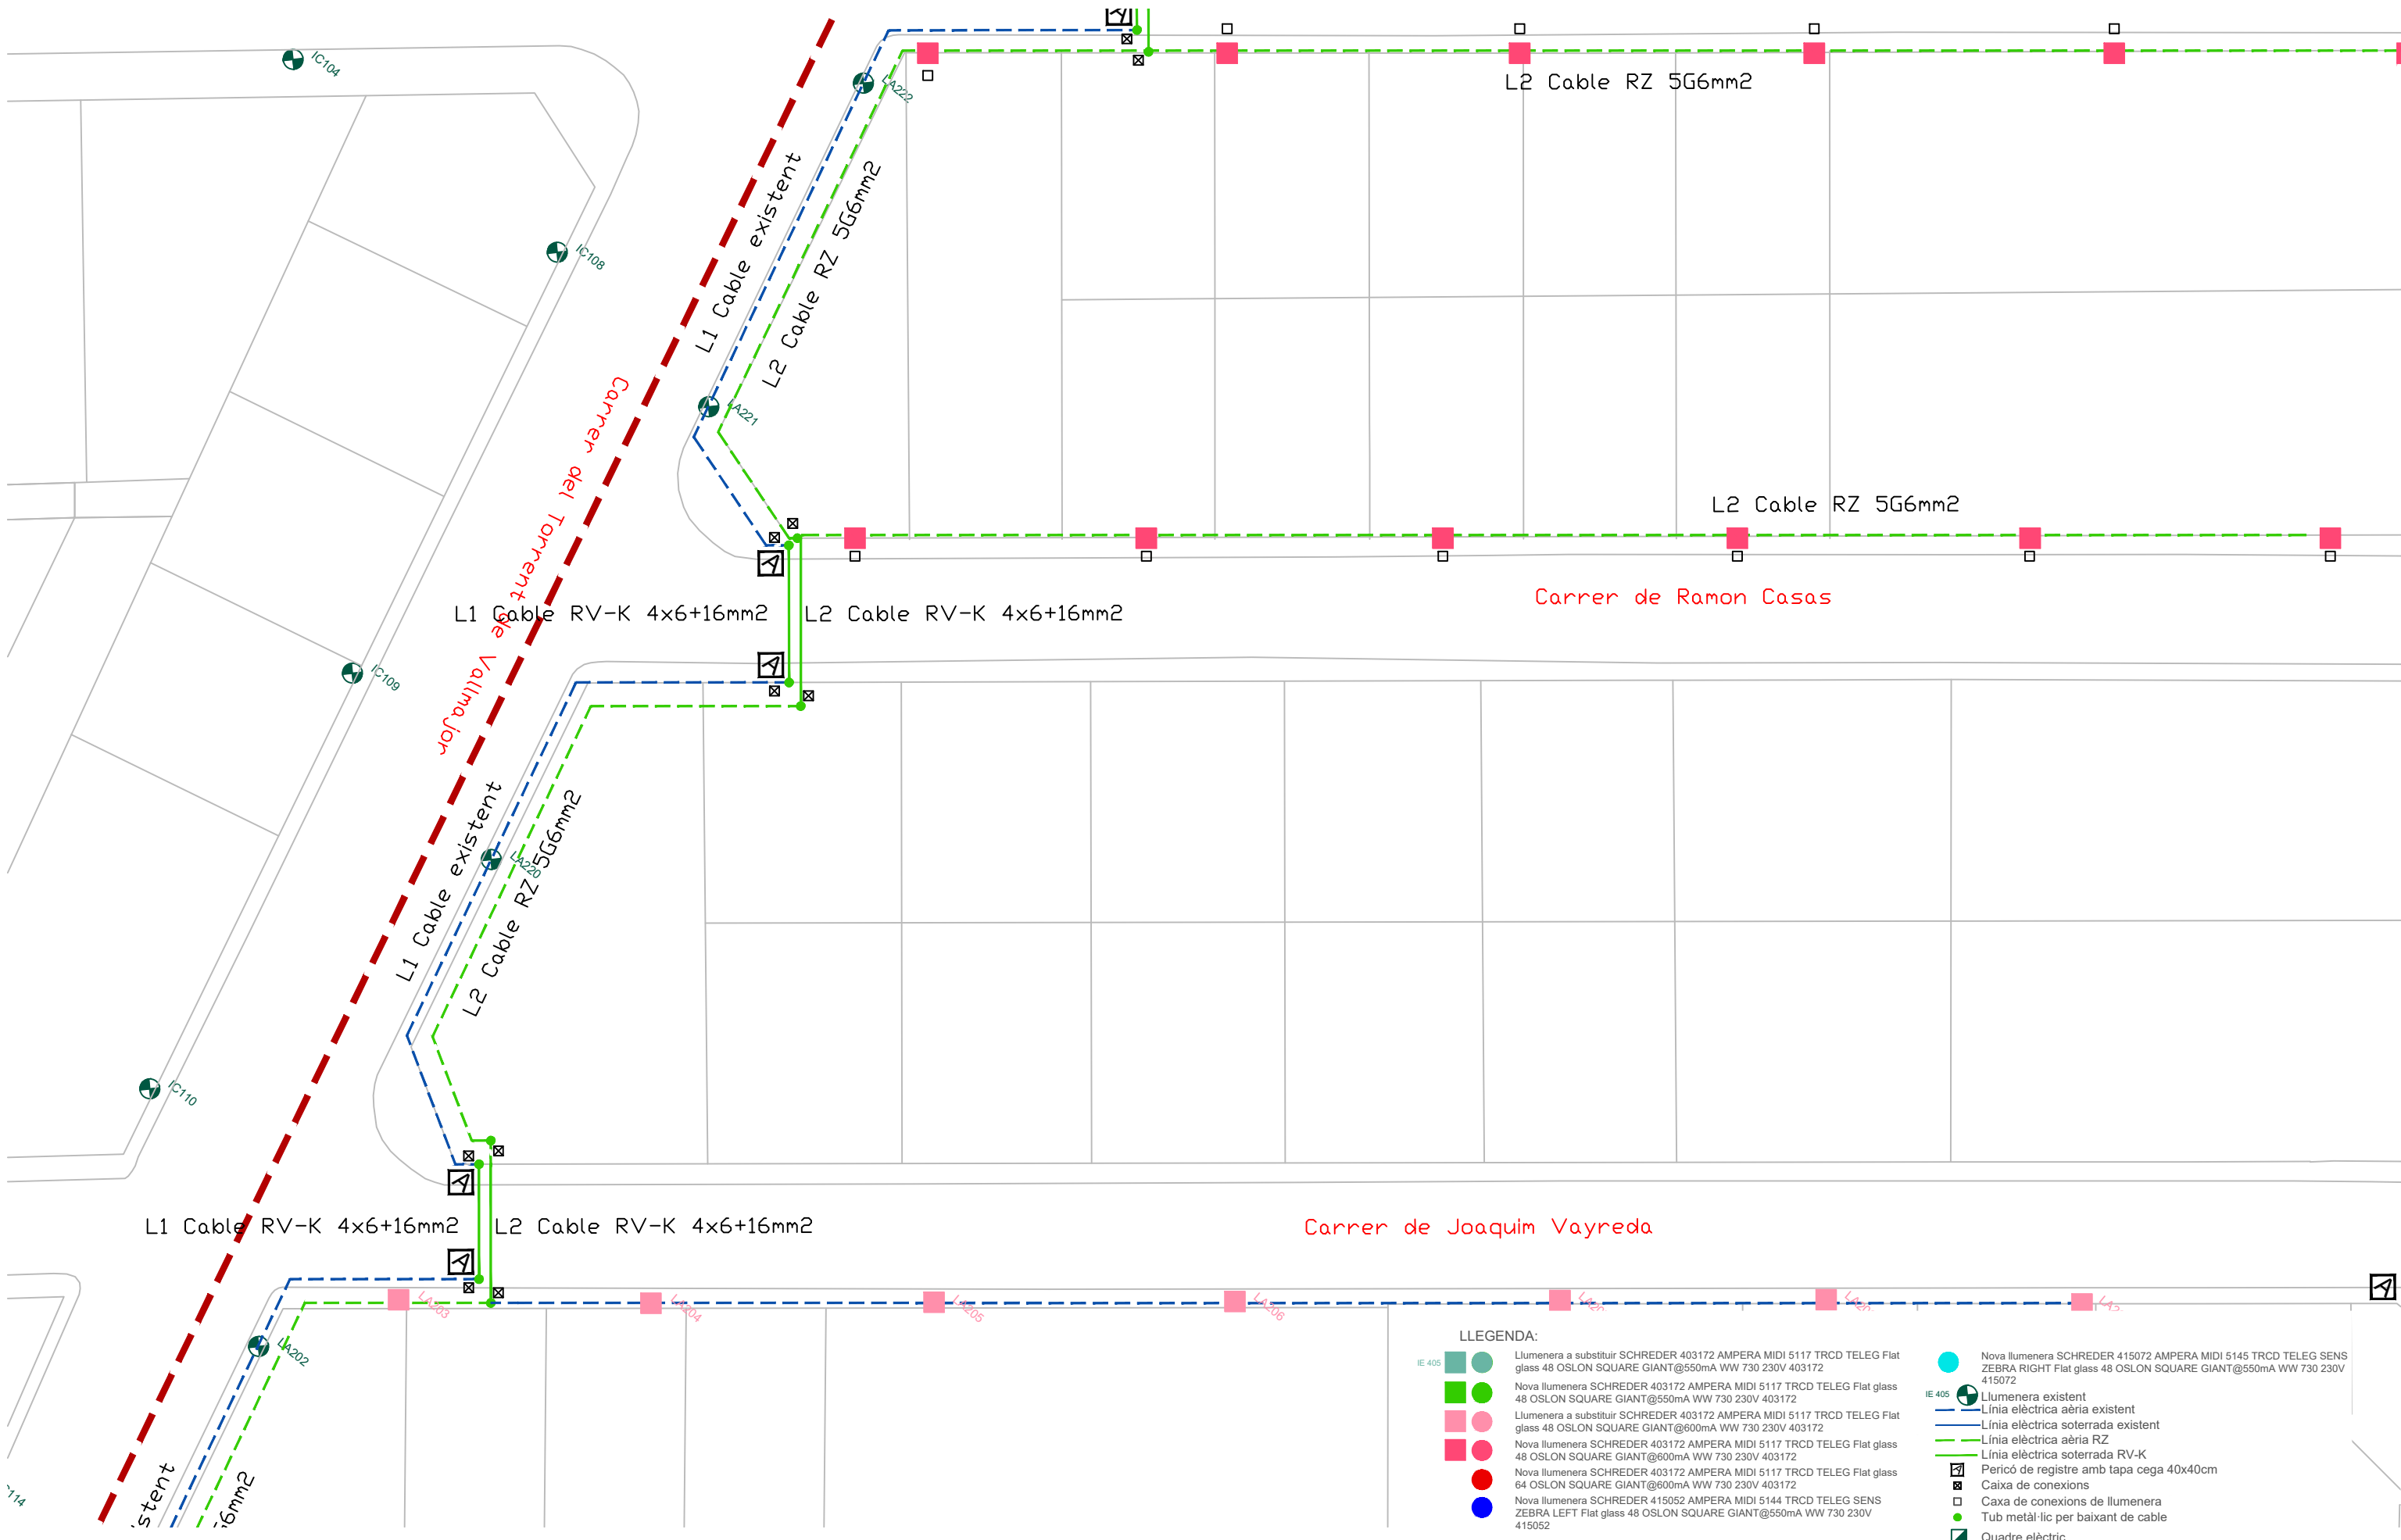 IC104
LA222
L2 Cable RZ 5G6mm2
IC108
L1 Cable existent
L2 Cable RZ 5G6mm2
LA221
Carrer del Torrent de Vallmajor
L2 Cable RZ 5G6mm2
Carrer de Ramon Casas
L1 Cable RV-K 4x6+16mm2
L2 Cable RV-K 4x6+16mm2
IC109
L1 Cable existent
LA220
L2 Cable RZ 5G6mm2
IC110
L1 Cable RV-K 4x6+16mm2
L2 Cable RV-K 4x6+16mm2
Carrer de Joaquim Vayreda
LA203
LA204
LA205
LA206
LA202
LLEGENDA:
IE 405
Llumenera a substituir SCHREDER 403172 AMPERA MIDI 5117 TRCD TELEG Flat
glass 48 OSLON SQUARE GIANT@550mA WW 730 230V 403172
Nova llumenera SCHREDER 403172 AMPERA MIDI 5117 TRCD TELEG Flat glass
48 OSLON SQUARE GIANT@550mA WW 730 230V 403172
Llumenera a substituir SCHREDER 403172 AMPERA MIDI 5117 TRCD TELEG Flat
glass 48 OSLON SQUARE GIANT@600mA WW 730 230V 403172
Nova llumenera SCHREDER 403172 AMPERA MIDI 5117 TRCD TELEG Flat glass
48 OSLON SQUARE GIANT@600mA WW 730 230V 403172
Nova llumenera SCHREDER 403172 AMPERA MIDI 5117 TRCD TELEG Flat glass
64 OSLON SQUARE GIANT@600mA WW 730 230V 403172
Nova llumenera SCHREDER 415052 AMPERA MIDI 5144 TRCD TELEG SENS
ZEBRA LEFT Flat glass 48 OSLON SQUARE GIANT@550mA WW 730 230V
415052
Nova llumenera SCHREDER 415072 AMPERA MIDI 5145 TRCD TELEG SENS
ZEBRA RIGHT Flat glass 48 OSLON SQUARE GIANT@550mA WW 730 230V
415072
IE 405
Llumenera existent
Línia elèctrica aèria existent
Línia elèctrica soterrada existent
Línia elèctrica aèria RZ
Línia elèctrica soterrada RV-K
Pericó de registre amb tapa cega 40x40cm
Caixa de conexions
Caxa de conexions de llumenera
Tub metàl·lic per baixant de cable
Quadre elèctric